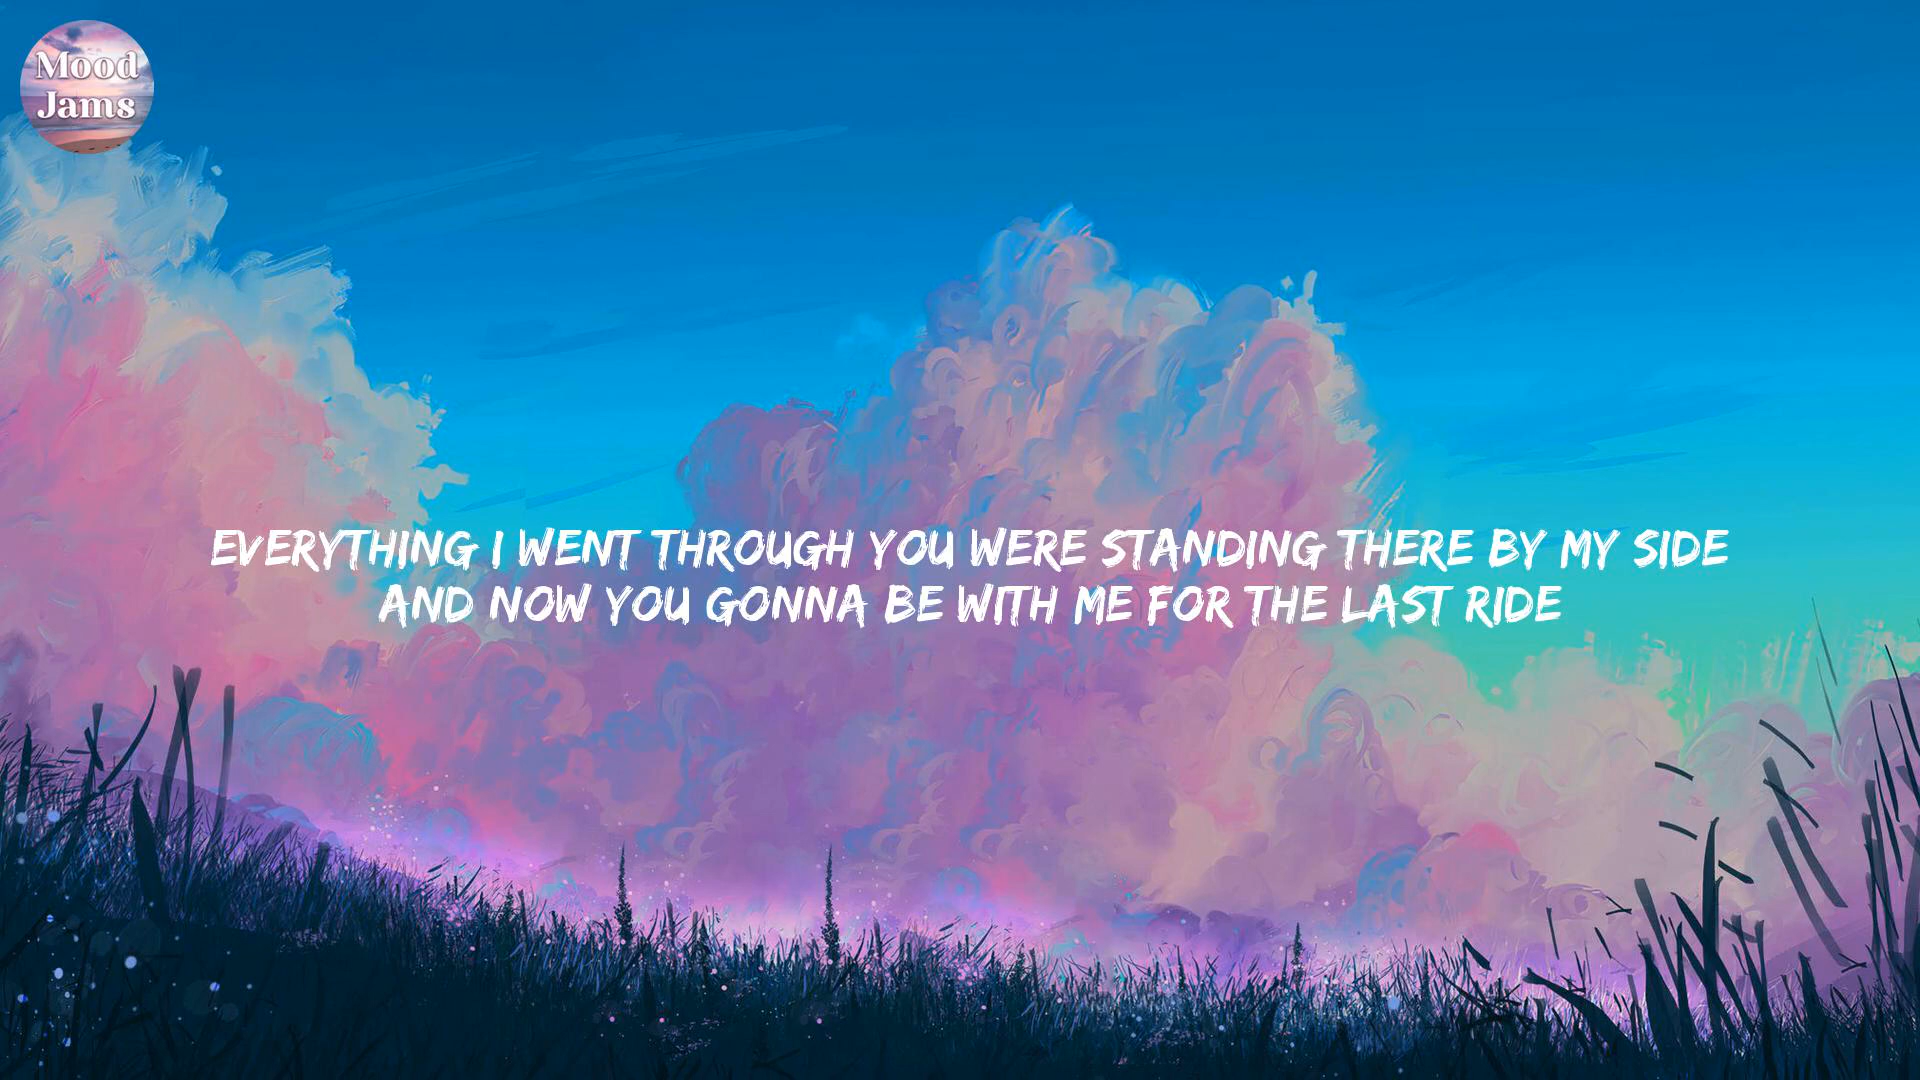 Mood
Jams
EVERYTHING I WENT THROUGH YOU WERE STANDING THERE BY MY SIDE
AND NOW YOU GONNA BE WITH ME FOR THE LAST RIDE